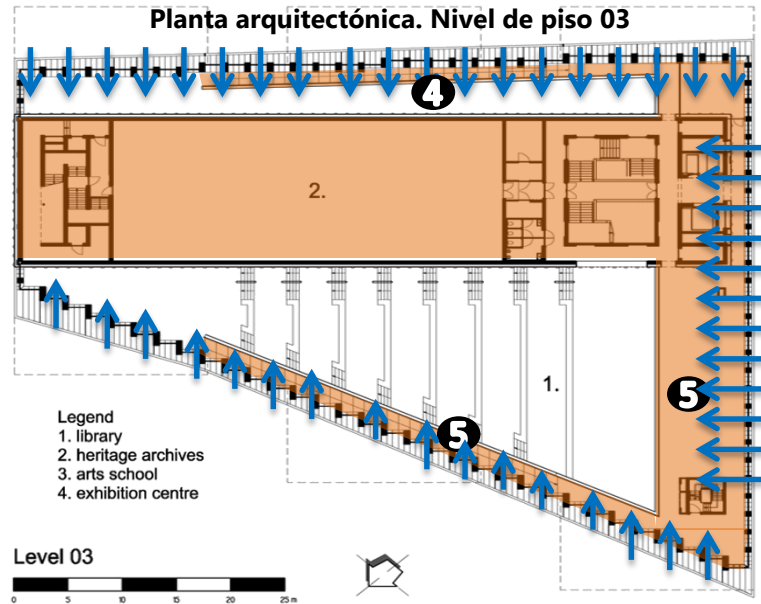 Planta arquitectónica. Nivel de piso 03
4
2.
1.
5
5
Legend
1. library
2. heritage archives
3. arts school
4. exhibition centre
Level 03
0 5 10 15 20 25 m